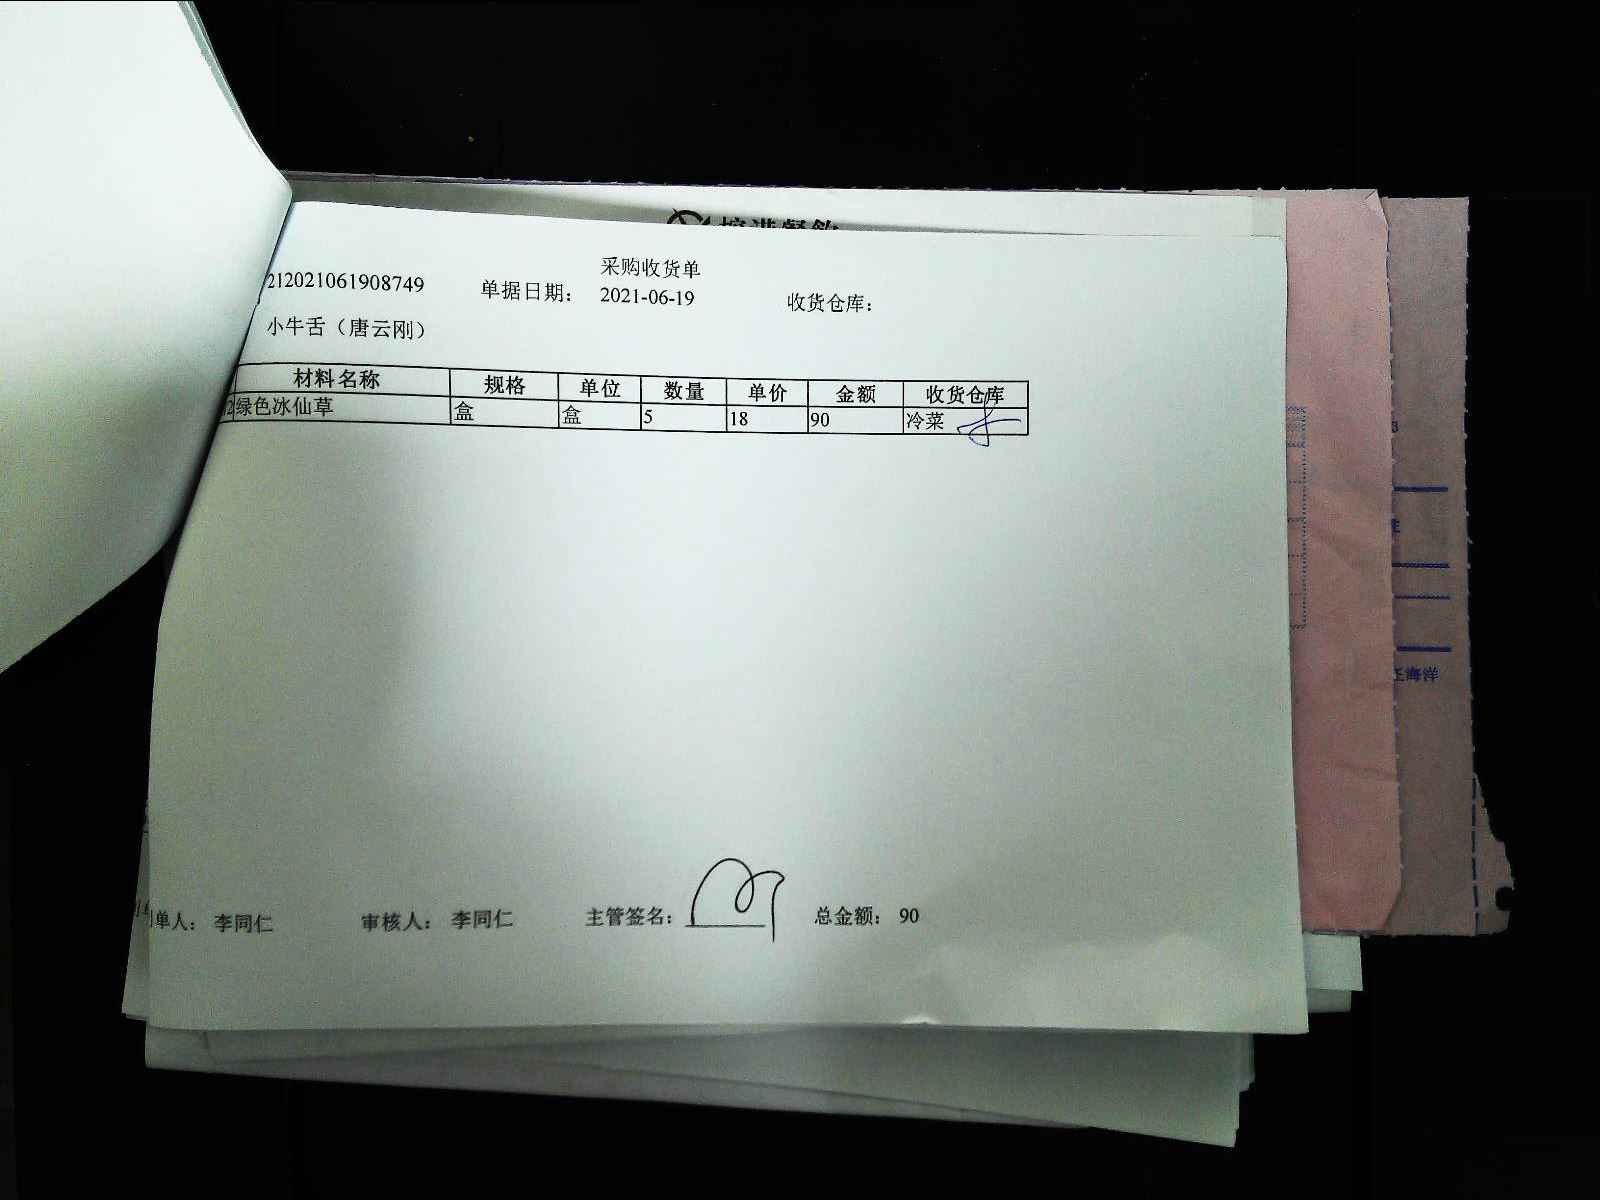 采购收货单
212021061908749 单据日期: 2021-06-19 收货仓库:
小牛舌（唐云刚）
材料名称 规格 单位 数量 单价 金额 收货仓库
2 绿色冰仙草 盒 盒 5 18 90 冷菜
单人: 李同仁 审核人: 李同仁 主管签名: 总金额: 90
海洋